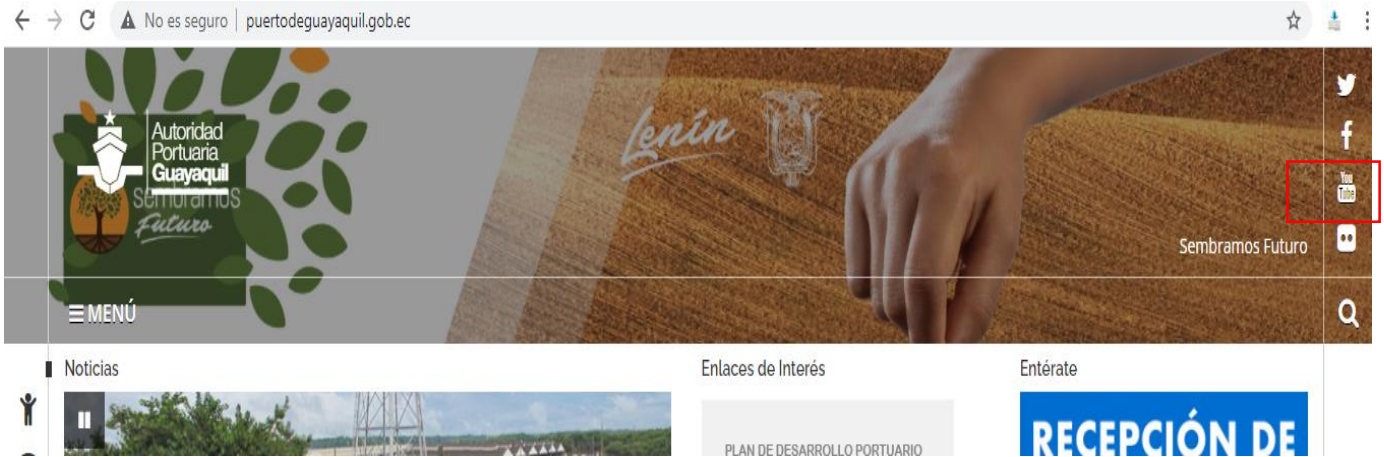 No es seguro | puertodeguayaquil.gob.ec
Autoridad
Portuaria
Guayaquil
Sembramos
Futuro
Lenín
You
Tube
Sembramos Futuro
MENÚ
Noticias
Enlaces de Interés
Entérate
PLAN DE DESARROLLO PORTUARIO
RECEPCIÓN DE